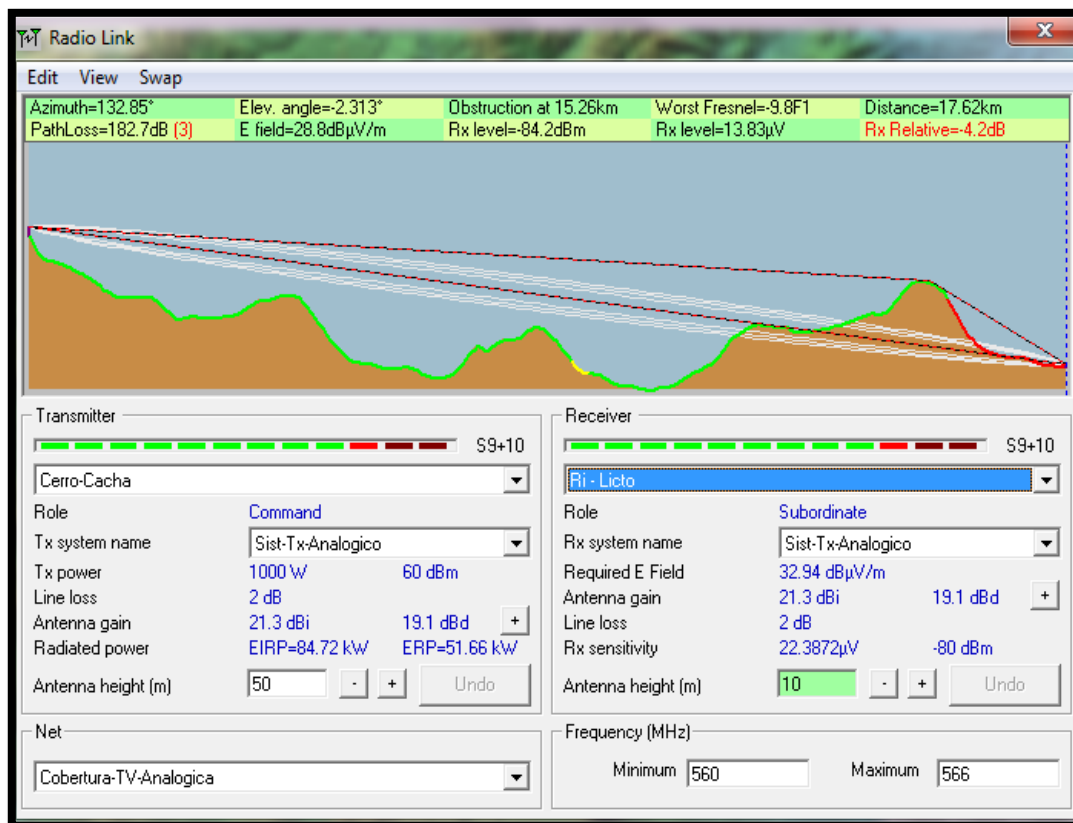 Radio Link
Edit View Swap
Azimuth=132.85° Elev. angle=-2.313° Obstruction at 15.26km Worst Fresnel=-9.8F1 Distance=17.62km
PathLoss=182.7dB (3) E field=28.8dBµV/m Rx level=-84.2dBm Rx level=13.83µV Rx Relative=-4.2dB
Transmitter
S9+10
Cerro-Cacha
Role Command
Tx system name Sist-Tx-Analogico
Tx power 1000 W 60 dBm
Line loss 2 dB
Antenna gain 21.3 dBi 19.1 dBd +
Radiated power EIRP=84.72 kW ERP=51.66 kW
Antenna height (m) 50 - + Undo
Net
Cobertura-TV-Analogica
Receiver
S9+10
Ri - Licto
Role Subordinate
Rx system name Sist-Tx-Analogico
Required E Field 32.94 dBµV/m
Antenna gain 21.3 dBi 19.1 dBd +
Line loss 2 dB
Rx sensitivity 22.3872µV -80 dBm
Antenna height (m) 10 - + Undo
Frequency (MHz)
Minimum 560 Maximum 566